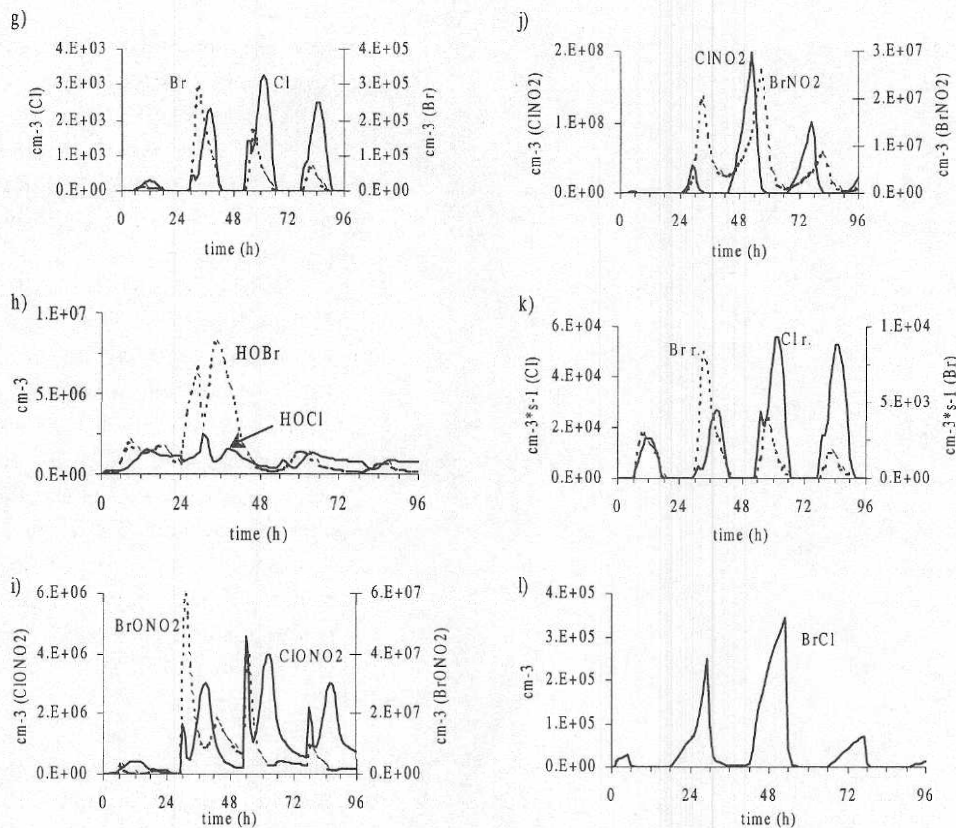 g)
4.E+03
3.E+03
2.E+03
1.E+03
0.E+00
cm-3 (Cl)
Br
Cl
4.E+05
3.E+05
2.E+05
1.E+05
0.E+00
cm-3 (Br)
0 24 48 72 96
time (h)
j)
2.E+08
1.E+08
0.E+00
cm-3 (ClNO2)
ClNO2
BrNO2
3.E+07
2.E+07
1.E+07
0.E+00
cm-3 (BrNO2)
0 24 48 72 96
time (h)
h)
1.E+07
5.E+06
0.E+00
cm-3
HOBr
HOCl
0 24 48 72 96
time (h)
k)
6.E+04
4.E+04
2.E+04
0.E+00
cm-3*s-1 (Cl)
Br r.
Cl r.
1.E+04
5.E+03
0.E+00
cm-3*s-1 (Br)
0 24 48 72 96
time (h)
i)
6.E+06
4.E+06
2.E+06
0.E+00
cm-3 (ClONO2)
BrONO2
ClONO2
6.E+07
4.E+07
2.E+07
0.E+00
cm-3 (BrONO2)
0 24 48 72 96
time (h)
l)
4.E+05
3.E+05
2.E+05
1.E+05
0.E+00
cm-3
BrCl
0 24 48 72 96
time (h)